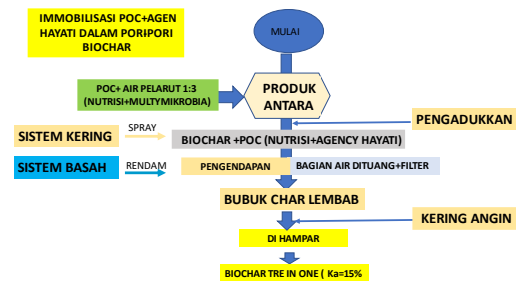 IMMOBILISASI POC+AGEN
HAYATI DALAM PORIPORI
BIOCHAR
MULAI
POC+ AIR PELARUT 1:3
(NUTRISI+MULTYMIKROBIA)
PRODUK
ANTARA
PENGADUKKAN
SISTEM KERING
SPRAY
BIOCHAR +POC (NUTRISI+AGENCY HAYATI)
SISTEM BASAH
RENDAM
PENGENDAPAN
BAGIAN AIR DITUANG+FILTER
BUBUK CHAR LEMBAB
KERING ANGIN
DI HAMPAR
BIOCHAR TRE IN ONE ( Ka=15%